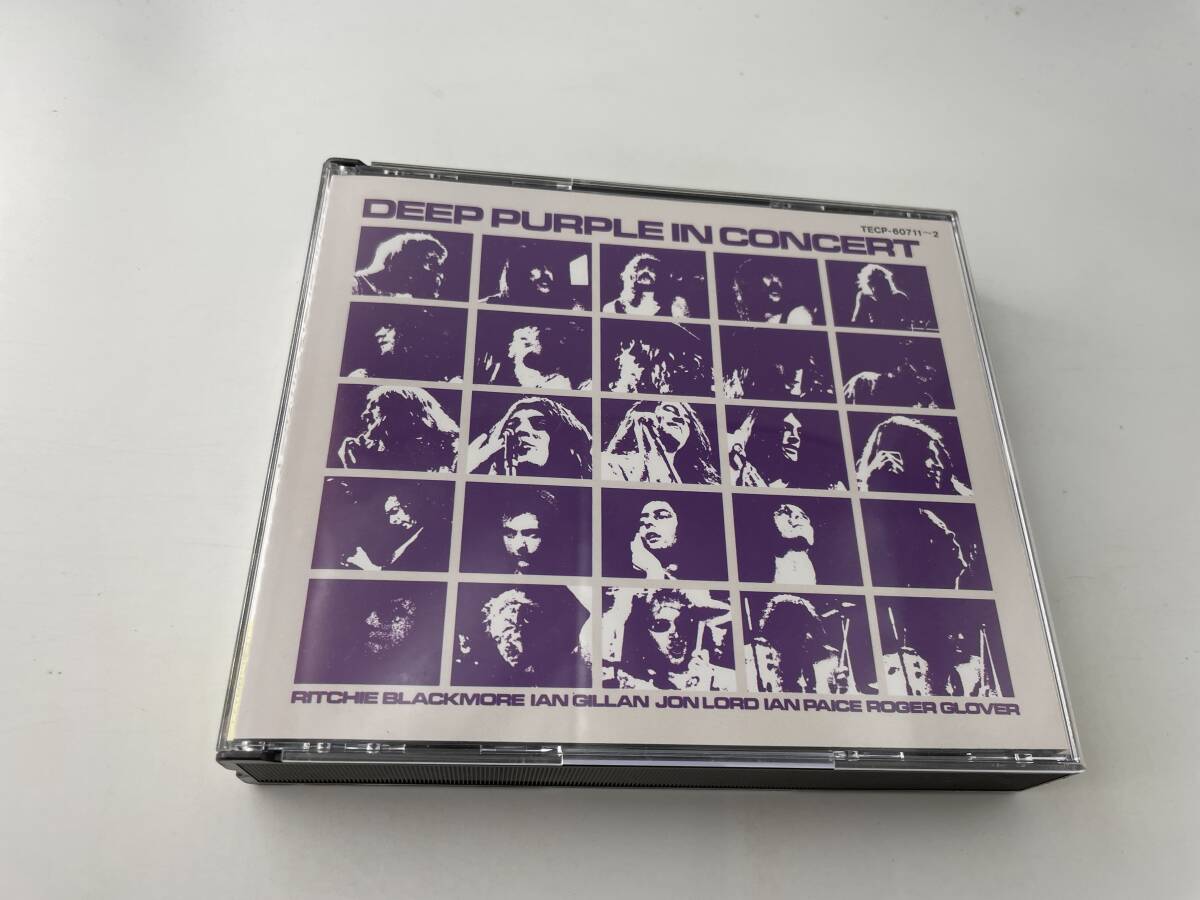 DEEP PURPLE IN CONCERT
TECP-60711~2
RITCHIE BLACKMORE IAN GILLAN JON LORD IAN PAICE ROGER GLOVER